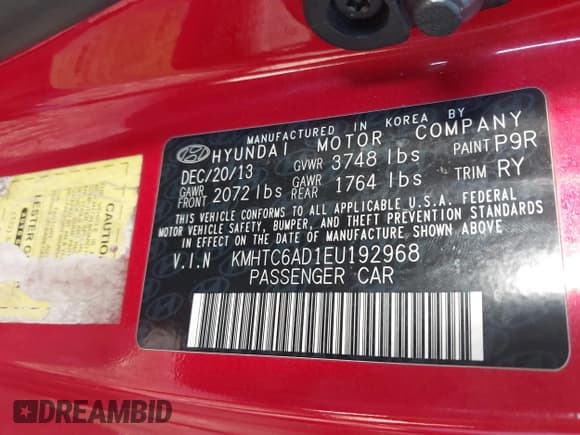 MANUFACTURED IN KOREA BY
HYUNDAI MOTOR COMPANY
DEC/20/13 GVWR 3748 lbs PAINT P9R
GAWR FRONT 2072 lbs GAWR REAR 1764 lbs TRIM RY
THIS VEHICLE CONFORMS TO ALL APPLICABLE U.S.A. FEDERAL
MOTOR VEHICLE SAFETY, BUMPER, AND THEFT PREVENTION STANDARDS
IN EFFECT ON THE DATE OF MANUFACTURE SHOWN ABOVE
V.I.N KMHTC6AD1EU192968
PASSENGER CAR
CAUTION
DREAMBID